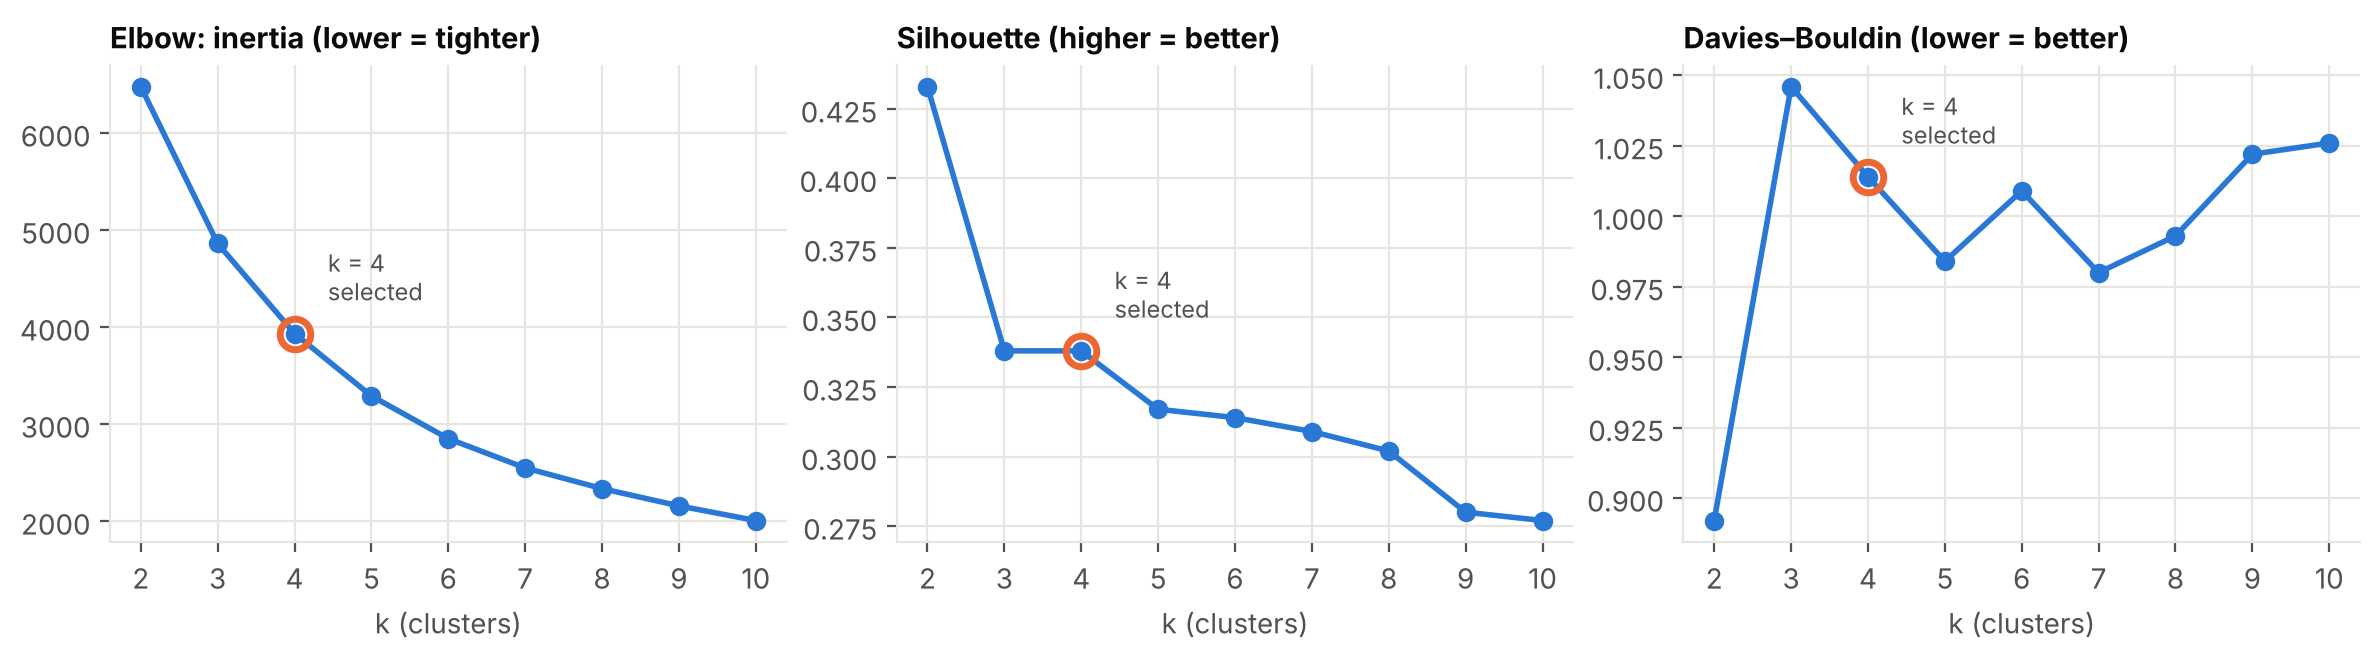 Elbow: inertia (lower = tighter)
6000
5000
4000
3000
2000
k = 4
selected
2 3 4 5 6 7 8 9 10
k (clusters)
Silhouette (higher = better)
0.425
0.400
0.375
0.350
0.325
0.300
0.275
k = 4
selected
2 3 4 5 6 7 8 9 10
k (clusters)
Davies–Bouldin (lower = better)
1.050
1.025
1.000
0.975
0.950
0.925
0.900
k = 4
selected
2 3 4 5 6 7 8 9 10
k (clusters)